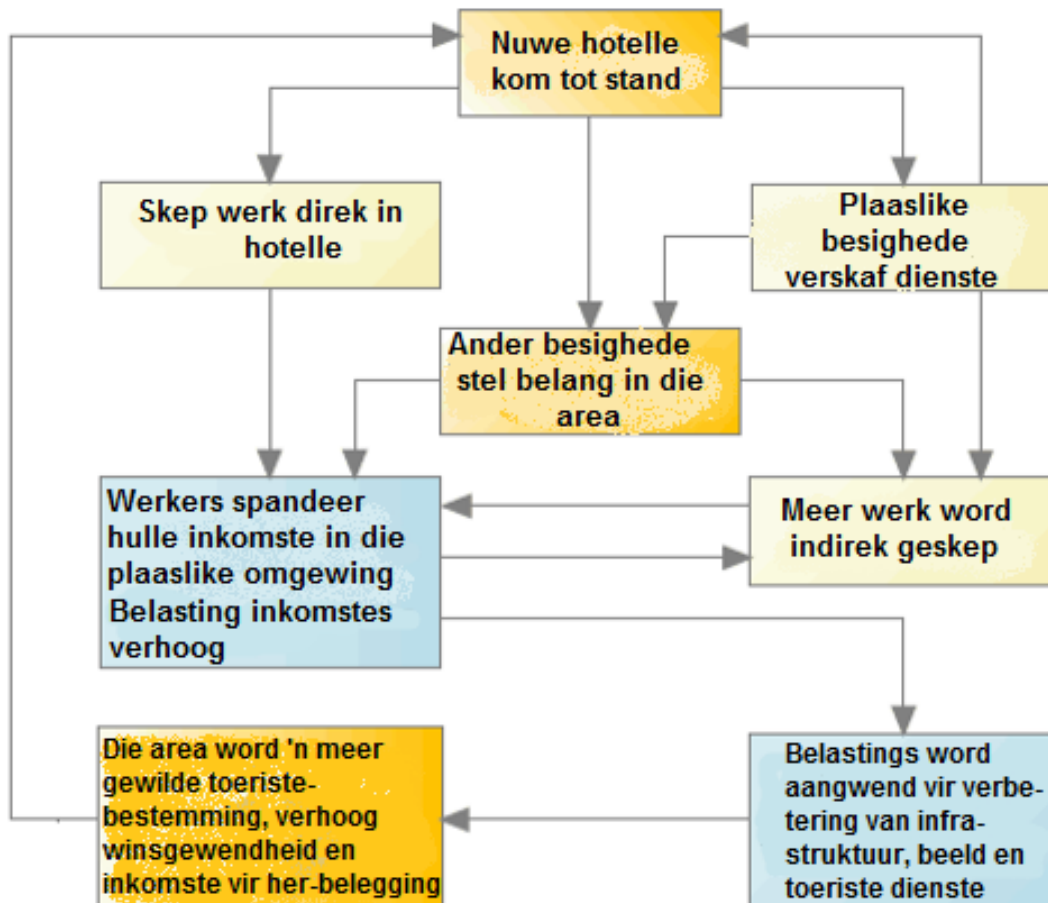 Nuwe hotelle
kom tot stand
Skep werk direk in
hotelle
Plaaslike
besighede
verskaf dienste
Ander besighede
stel belang in die
area
Werkers spandeer
hulle inkomste in die
plaaslike omgewing
Belasting inkomstes
verhoog
Meer werk word
indirek geskep
Die area word 'n meer
gewilde toeriste-
bestemming, verhoog
winsgewendheid en
inkomste vir her-belegging
Belastings word
aangwend vir verbe-
tering van infra-
struktuur, beeld en
toeriste dienste